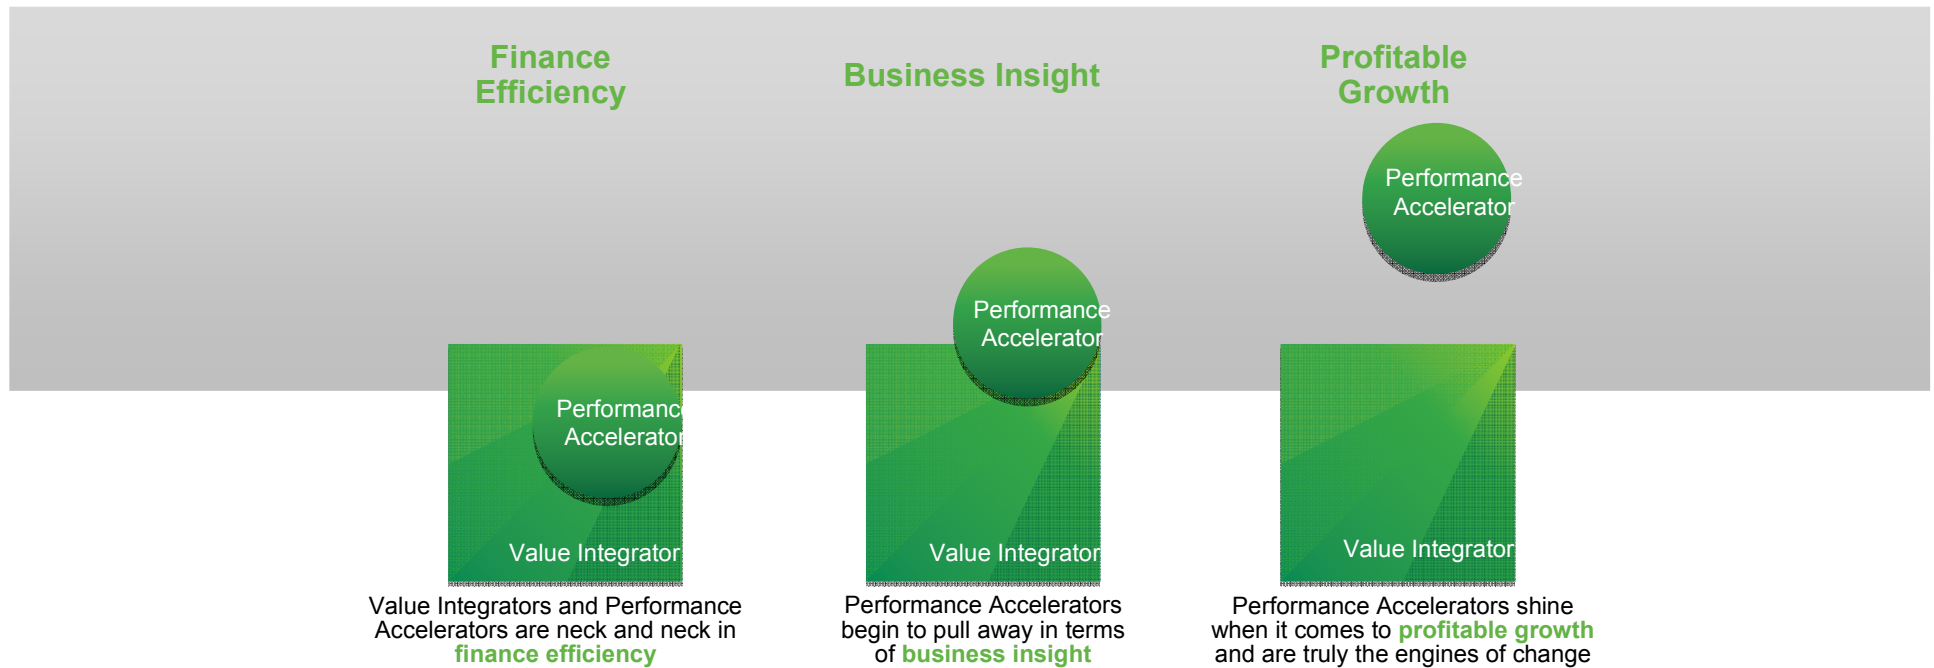 Finance
Efficiency
Business Insight
Profitable
Growth
Performance
Accelerator
Performance
Accelerator
Performance
Accelerator
Value Integrator
Value Integrator
Value Integrator
Value Integrators and Performance
Accelerators are neck and neck in
finance efficiency
Performance Accelerators
begin to pull away in terms
of business insight
Performance Accelerators shine
when it comes to profitable growth
and are truly the engines of change